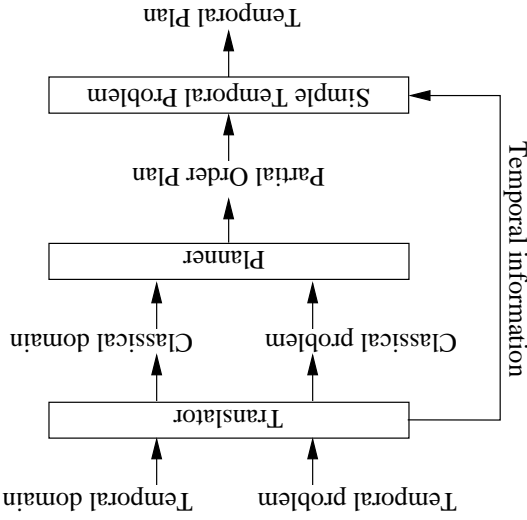 Temporal problem
Temporal domain
Translator
Classical problem
Classical domain
Planner
Temporal information
Partial Order Plan
Simple Temporal Problem
Temporal Plan